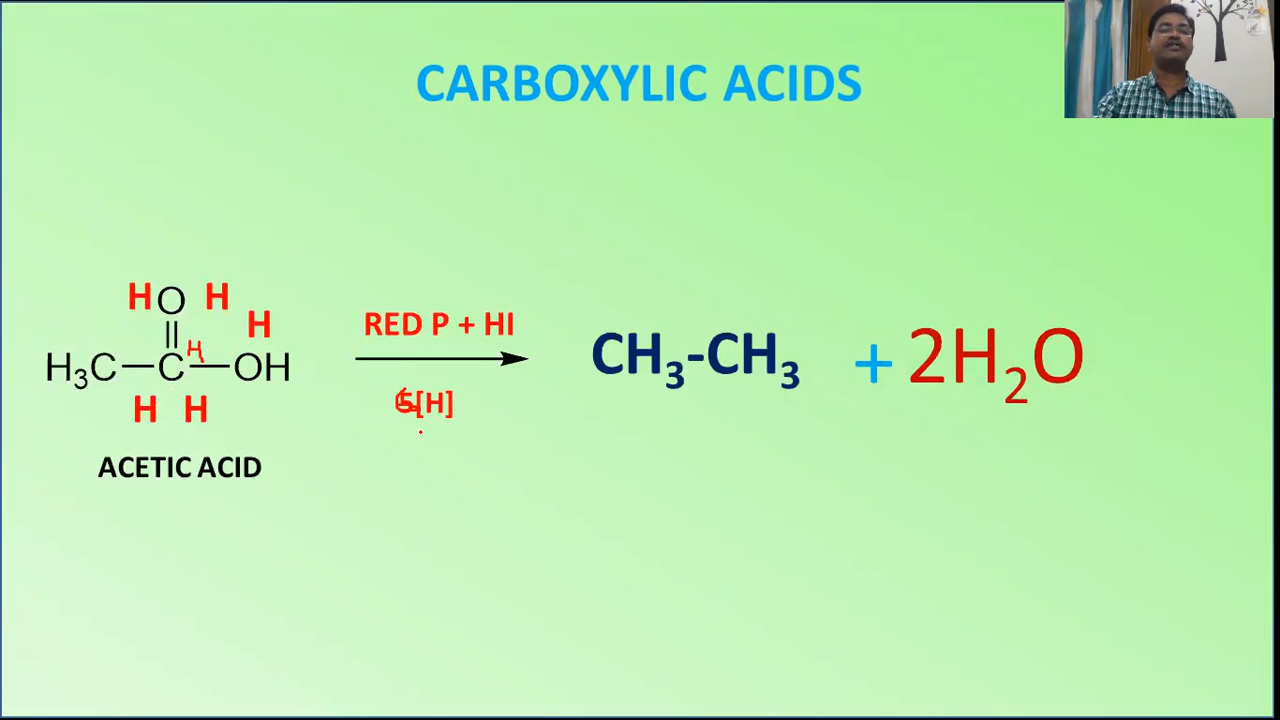 CARBOXYLIC ACIDS
H O H
H
H
H₃C—C—OH
H H
ACETIC ACID
RED P + HI
[H]
CH₃-CH₃ + 2H₂O